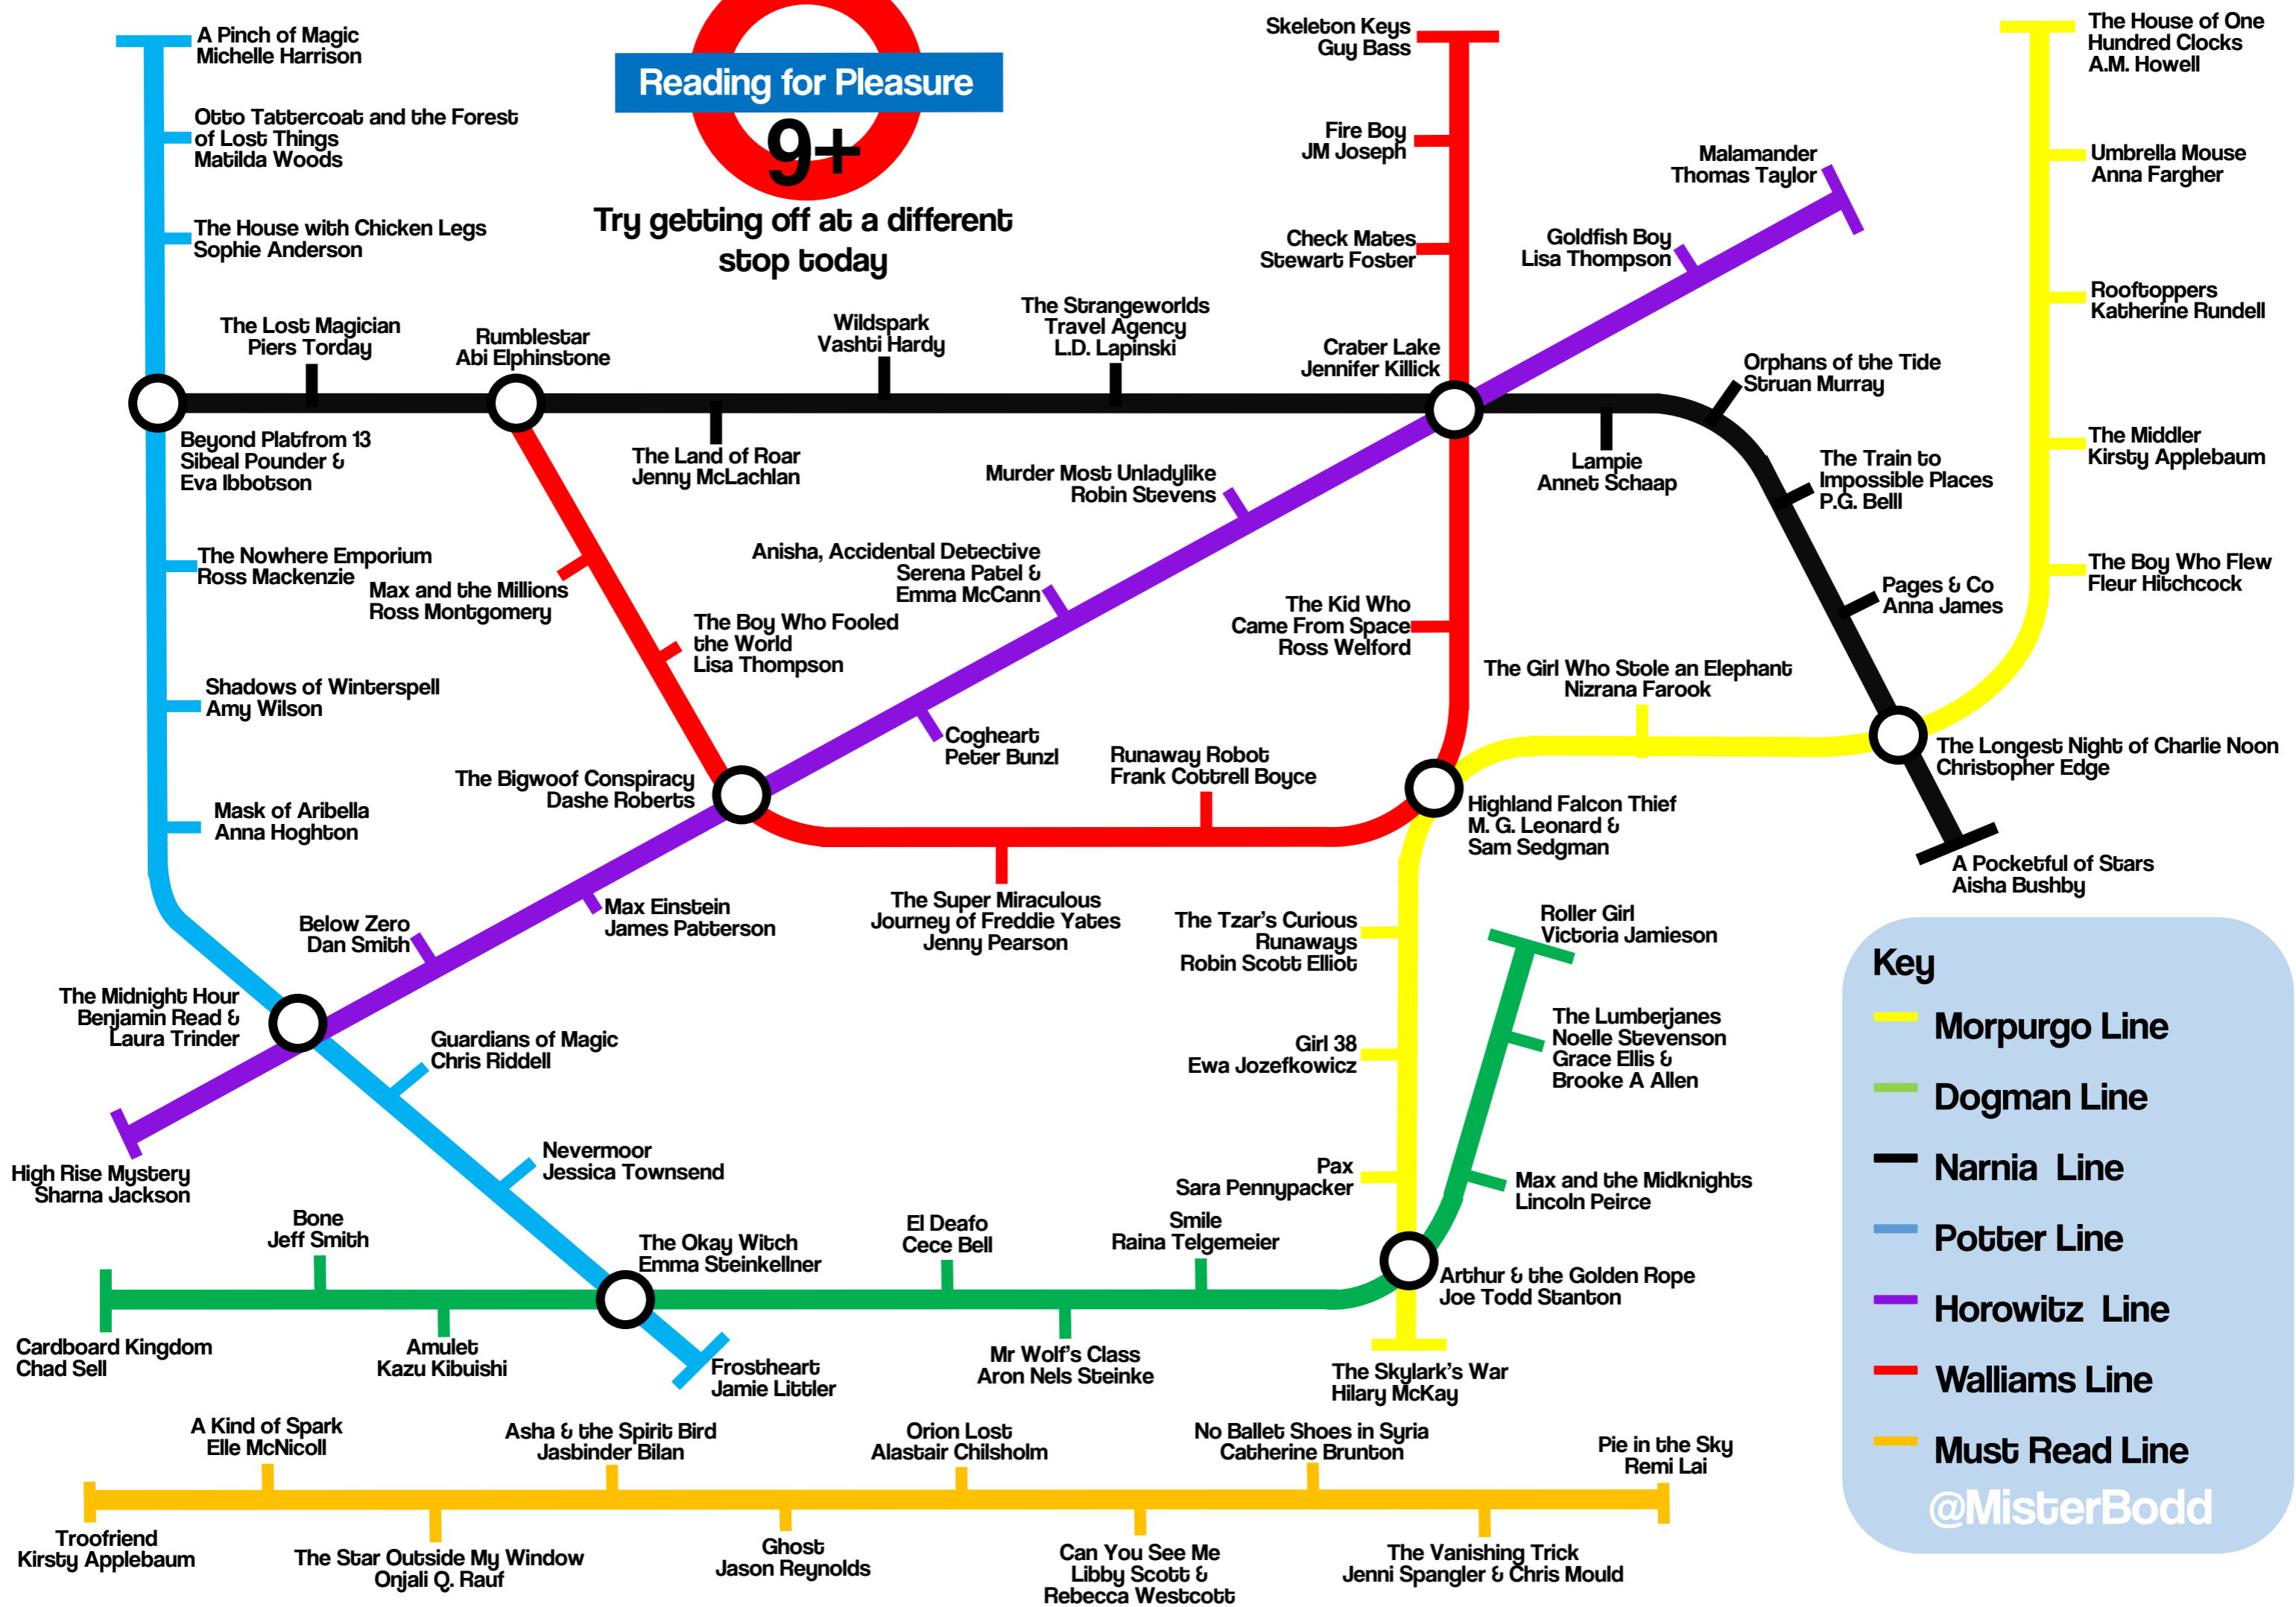 Reading for Pleasure
9+
Try getting off at a different
stop today
A Pinch of Magic
Michelle Harrison
Otto Tattercoat and the Forest
of Lost Things
Matilda Woods
The House with Chicken Legs
Sophie Anderson
Skeleton Keys
Guy Bass
Fire Boy
JM Joseph
Check Mates
Stewart Foster
Malamander
Thomas Taylor
Goldfish Boy
Lisa Thompson
The House of One
Hundred Clocks
A.M. Howell
Umbrella Mouse
Anna Fargher
Rooftoppers
Katherine Rundell
The Middler
Kirsty Applebaum
The Boy Who Flew
Fleur Hitchcock
The Lost Magician
Piers Torday
Rumblestar
Abi Elphinstone
Wildspark
Vashti Hardy
The Strangeworlds
Travel Agency
L.D. Lapinski
Crater Lake
Jennifer Killick
Orphans of the Tide
Struan Murray
Beyond Platfrom 13
Sibeal Pounder &
Eva Ibbotson
The Land of Roar
Jenny McLachlan
Murder Most Unladylike
Robin Stevens
Lampie
Annet Schaap
The Train to
Impossible Places
P.G. Belll
The Nowhere Emporium
Ross Mackenzie
Max and the Millions
Ross Montgomery
Anisha, Accidental Detective
Serena Patel &
Emma McCann
The Boy Who Fooled
the World
Lisa Thompson
The Kid Who
Came From Space
Ross Welford
Pages & Co
Anna James
The Girl Who Stole an Elephant
Nizrana Farook
Shadows of Winterspell
Amy Wilson
Cogheart
Peter Bunzl
Runaway Robot
Frank Cottrell Boyce
The Longest Night of Charlie Noon
Christopher Edge
The Bigwoof Conspiracy
Dashe Roberts
Highland Falcon Thief
M. G. Leonard &
Sam Sedgman
Mask of Aribella
Anna Hoghton
A Pocketful of Stars
Aisha Bushby
Below Zero
Dan Smith
Max Einstein
James Patterson
The Super Miraculous
Journey of Freddie Yates
Jenny Pearson
The Tzar's Curious
Runaways
Robin Scott Elliot
Roller Girl
Victoria Jamieson
The Midnight Hour
Benjamin Read &
Laura Trinder
Guardians of Magic
Chris Riddell
Girl 38
Ewa Jozefkowicz
The Lumberjanes
Noelle Stevenson
Grace Ellis &
Brooke A Allen
High Rise Mystery
Sharna Jackson
Nevermoor
Jessica Townsend
Pax
Sara Pennypacker
Max and the Midknights
Lincoln Peirce
Bone
Jeff Smith
The Okay Witch
Emma Steinkellner
El Deafo
Cece Bell
Smile
Raina Telgemeier
Arthur & the Golden Rope
Joe Todd Stanton
Cardboard Kingdom
Chad Sell
Amulet
Kazu Kibuishi
Frostheart
Jamie Littler
Mr Wolf's Class
Aron Nels Steinke
The Skylark's War
Hilary McKay
A Kind of Spark
Elle McNicoll
Asha & the Spirit Bird
Jasbinder Bilan
Orion Lost
Alastair Chilsholm
No Ballet Shoes in Syria
Catherine Brunton
Pie in the Sky
Remi Lai
Troofriend
Kirsty Applebaum
The Star Outside My Window
Onjali Q. Rauf
Ghost
Jason Reynolds
Can You See Me
Libby Scott &
Rebecca Westcott
The Vanishing Trick
Jenni Spangler & Chris Mould
Key
Morpurgo Line
Dogman Line
Narnia Line
Potter Line
Horowitz Line
Walliams Line
Must Read Line
@MisterBodd